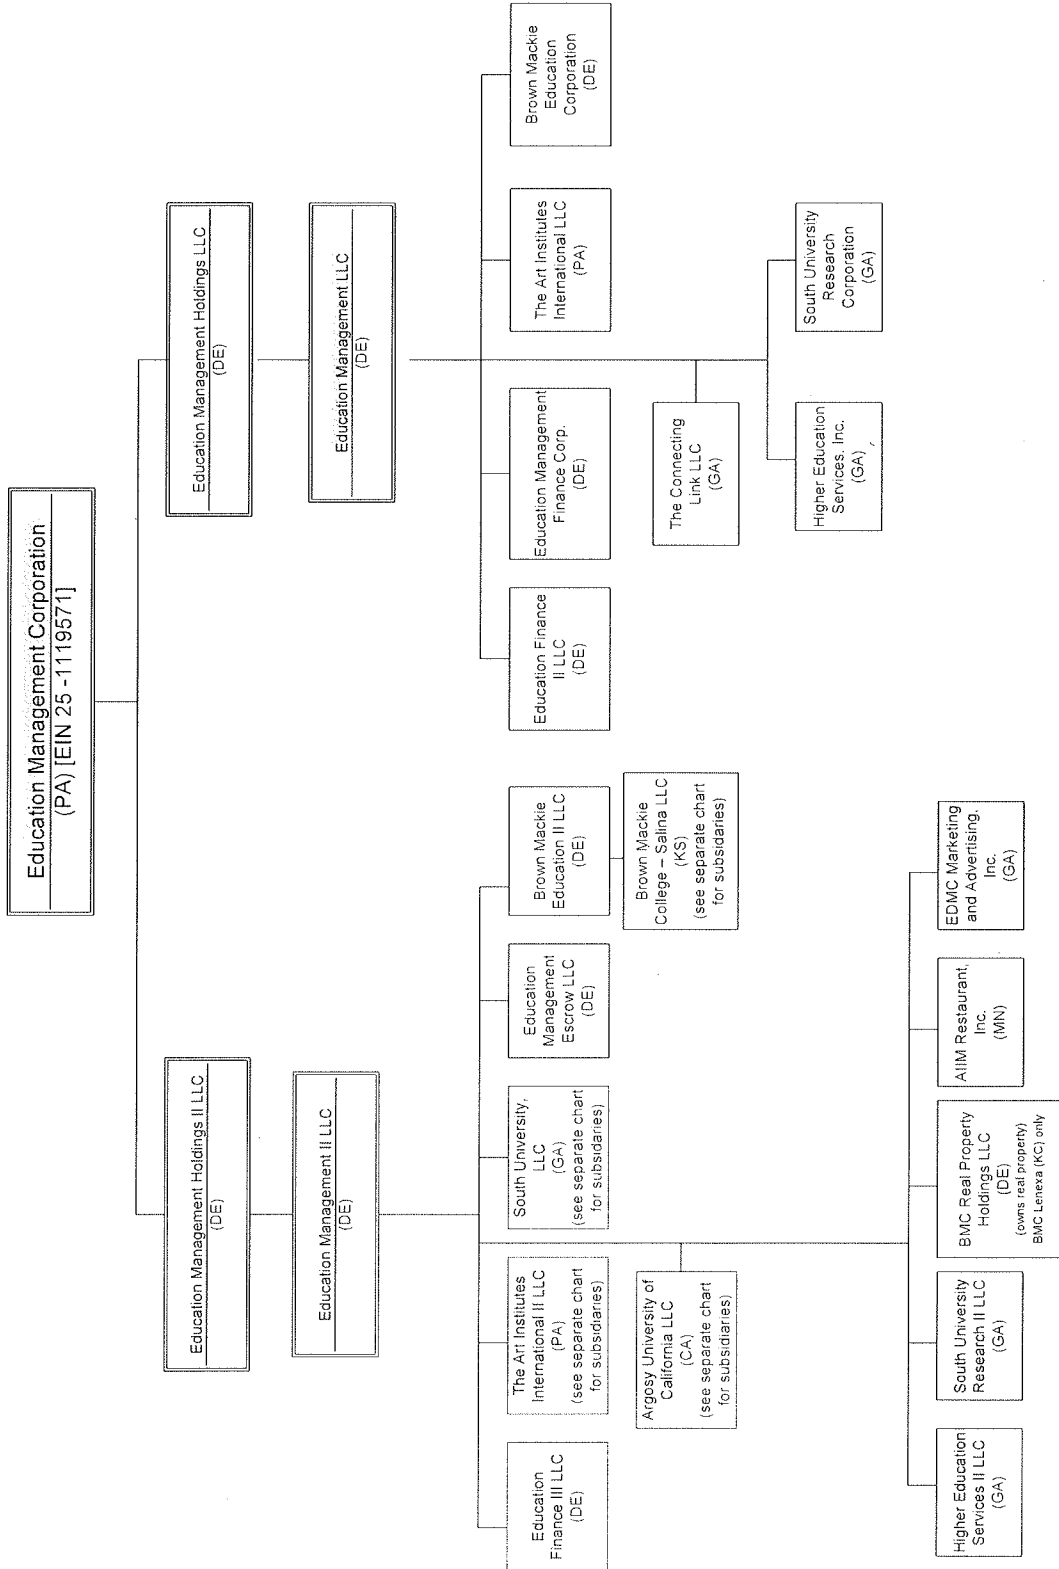 Education Management Corporation
(PA) [EIN 25 -1119571]
Education Management Holdings II LLC
(DE)
Education Management Holdings LLC
(DE)
Education Management II LLC
(DE)
Education Management LLC
(DE)
Education
Finance III LLC
(DE)
The Art Institutes
International II LLC
(PA)
(see separate chart
for subsidiaries)
South University,
LLC
(GA)
(see separate chart
for subsidaries)
Education
Management
Escrow LLC
(DE)
Brown Mackie
Education II LLC
(DE)
Education Finance
II LLC
(DE)
Education Management
Finance Corp.
(DE)
The Art Institutes
International LLC
(PA)
Brown Mackie
Education
Corporation
(DE)
Argosy University of
California LLC
(CA)
(see separate chart
for subsidiaries)
Brown Mackie
College – Salina LLC
(KS)
(see separate chart
for subsidaries)
The Connecting
Link LLC
(GA)
Higher Education
Services, Inc.
(GA)
South University
Research
Corporation
(GA)
Higher Education
Services II LLC
(GA)
South University
Research II LLC
(GA)
BMC Real Property
Holdings LLC
(DE)
(owns real property)
BMC Lenexa (KC) only
AIIM Restaurant,
Inc.
(MN)
EDMC Marketing
and Advertising,
Inc.
(GA)